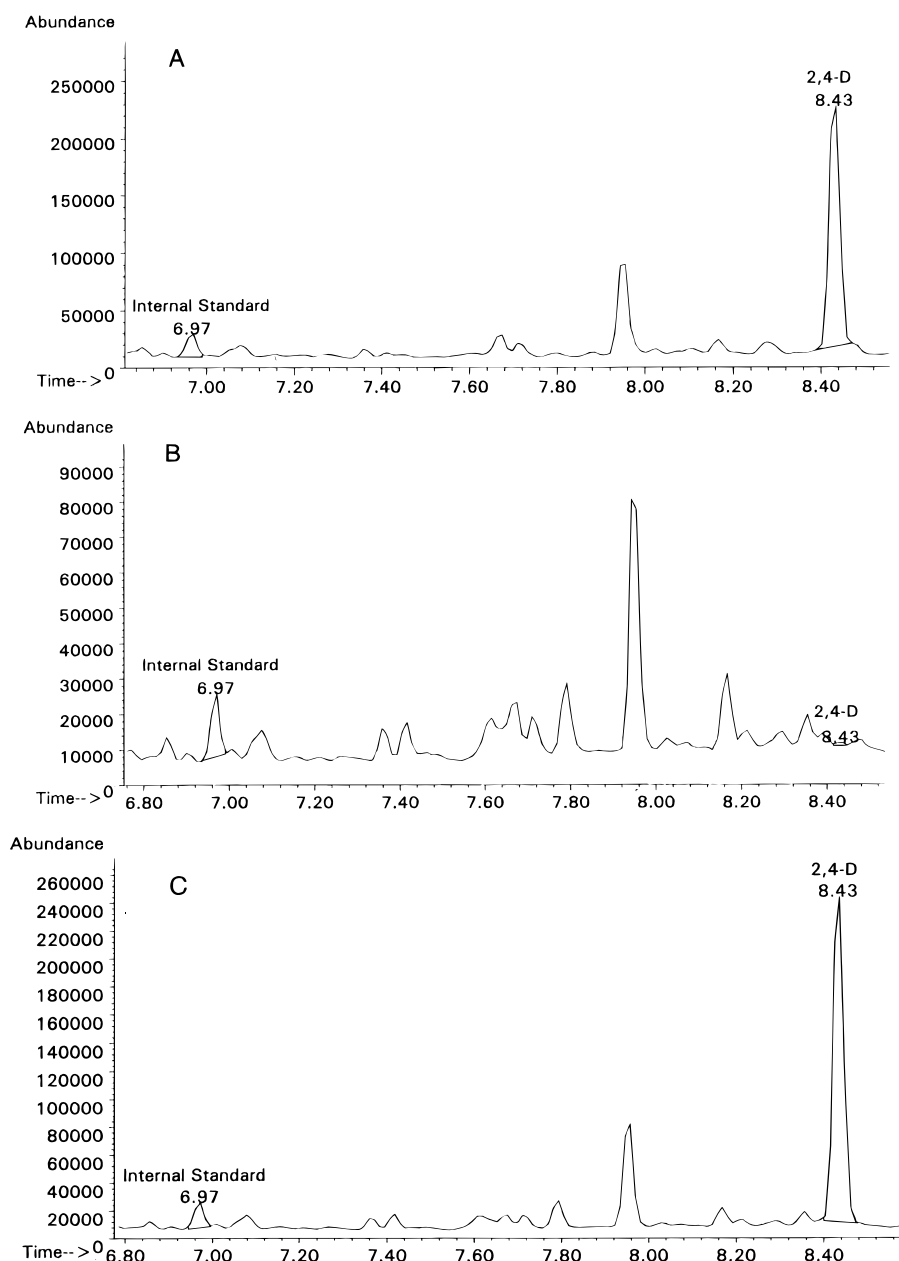 Abundance
A
2,4-D
8.43
250000
200000
150000
100000
50000
Internal Standard
6.97
0
Time-->
7.00 7.20 7.40 7.60 7.80 8.00 8.20 8.40
Abundance
B
90000
80000
70000
60000
50000
40000
Internal Standard
6.97
30000
20000
2,4-D
8.43
10000
0
Time-->
6.80 7.00 7.20 7.40 7.60 7.80 8.00 8.20 8.40
Abundance
C
2,4-D
8.43
260000
240000
220000
200000
180000
160000
140000
120000
100000
80000
60000
Internal Standard
6.97
40000
20000
0
Time-->
6.80 7.00 7.20 7.40 7.60 7.80 8.00 8.20 8.40